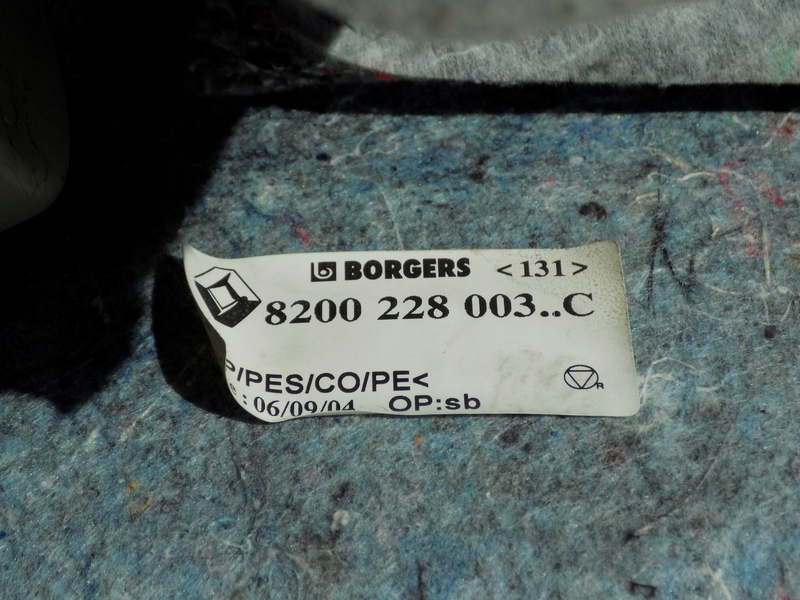 BORGERS <131>
8200 228 003..C
P/PES/CO/PE<
: 06/09/04 OP:sb
R